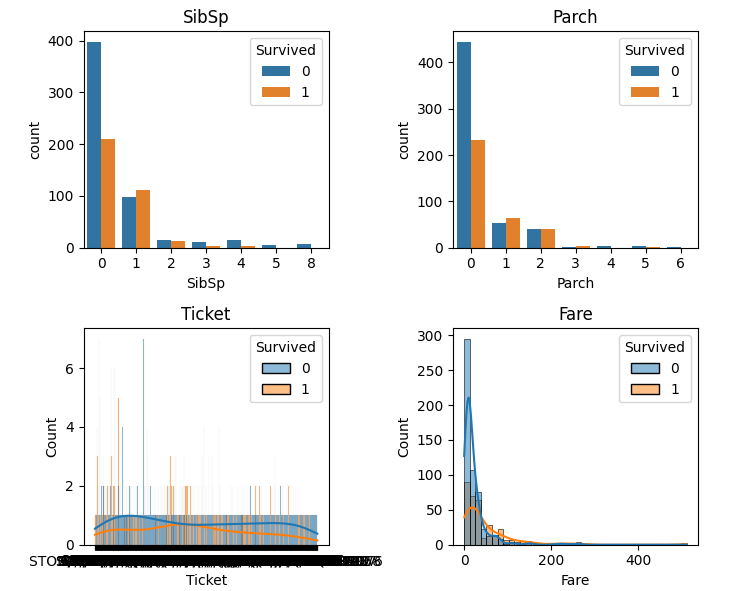 SibSp
Survived
0
1
400
300
200
100
0
count
0 1 2 3 4 5 8
SibSp
Parch
Survived
0
1
400
300
200
100
0
count
0 1 2 3 4 5 6
Parch
Ticket
Survived
0
1
6
4
2
0
Count
Ticket
Fare
Survived
0
1
300
250
200
150
100
50
0
Count
0 200 400
Fare